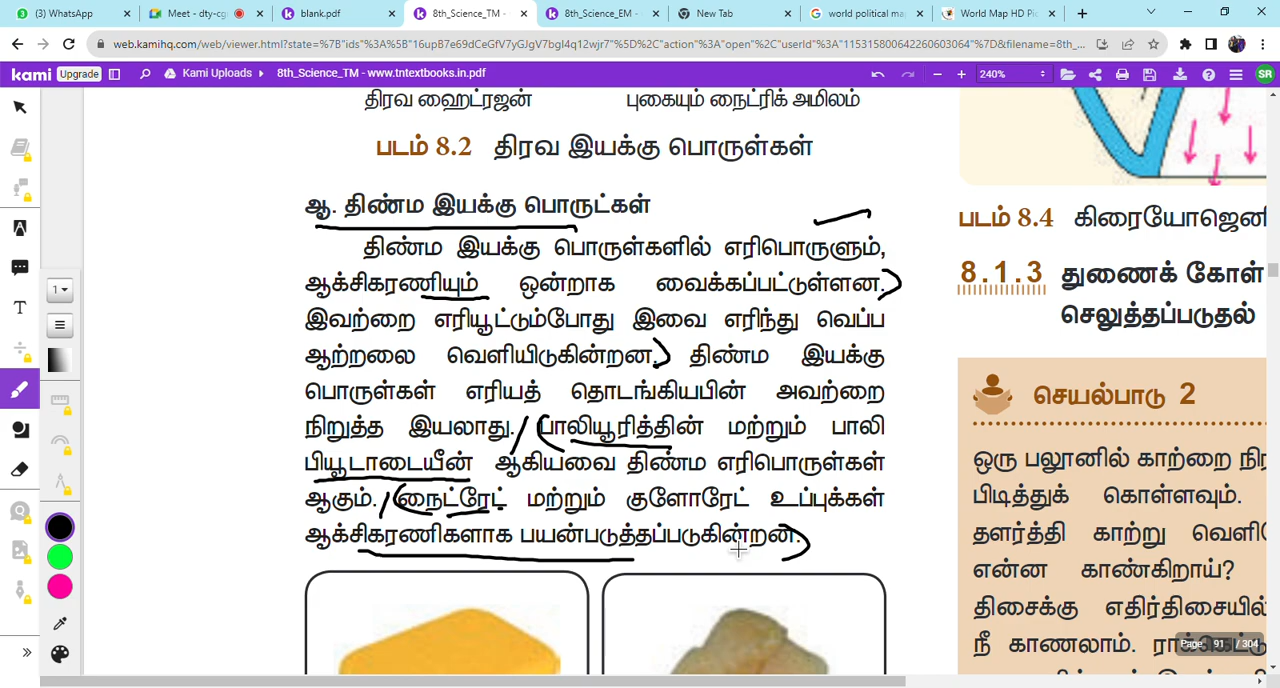 (3) WhatsApp
Meet - dty-cg
blank.pdf
8th_Science_TM -
8th_Science_EM -
New Tab
world political ma
World Map HD Pi
web.kamihq.com/web/viewer.html?state=%7B"ids"%3A%5B"16upB7e69dCeGfV7yGJgV7bgI4q12wjr7"%5D%2C"action"%3A"open"%2C"userId"%3A"115315800642260603064"%7D&filename=8th_...
kami Upgrade Kami Uploads 8th_Science_TM - www.tntextbooks.in.pdf 240% SR
திரவ ஹைட்ரஜன் புகையும் நைட்ரிக் அமிலம்
படம் 8.2 திரவ இயக்கு பொருள்கள்
ஆ. திண்ம இயக்கு பொருட்கள்
திண்ம இயக்கு பொருள்களில் எரிபொருளும்,
ஆக்சிகரணியும் ஒன்றாக வைக்கப்பட்டுள்ளன.
இவற்றை எரியூட்டும்போது இவை எரிந்து வெப்ப
ஆற்றலை வெளியிடுகின்றன. திண்ம இயக்கு
பொருள்கள் எரியத் தொடங்கியபின் அவற்றை
நிறுத்த இயலாது. பாலியூரித்தின் மற்றும் பாலி
பியூடாடையீன் ஆகியவை திண்ம எரிபொருள்கள்
ஆகும். நைட்ரேட் மற்றும் குளோரேட் உப்புக்கள்
ஆக்சிகரணிகளாக பயன்படுத்தப்படுகின்றன.
படம் 8.4 கிரையோஜெனி
8.1.3 துணைக் கோள்
செலுத்தப்படுதல்
செயல்பாடு 2
ஒரு பலூனில் காற்றை நிர
பிடித்துக் கொள்ளவும்.
தளர்த்தி காற்று வெளி
என்ன காண்கிறாய்?
திசைக்கு எதிர்திசையில்
நீ காணலாம்.
Page 91 / 304
1
T